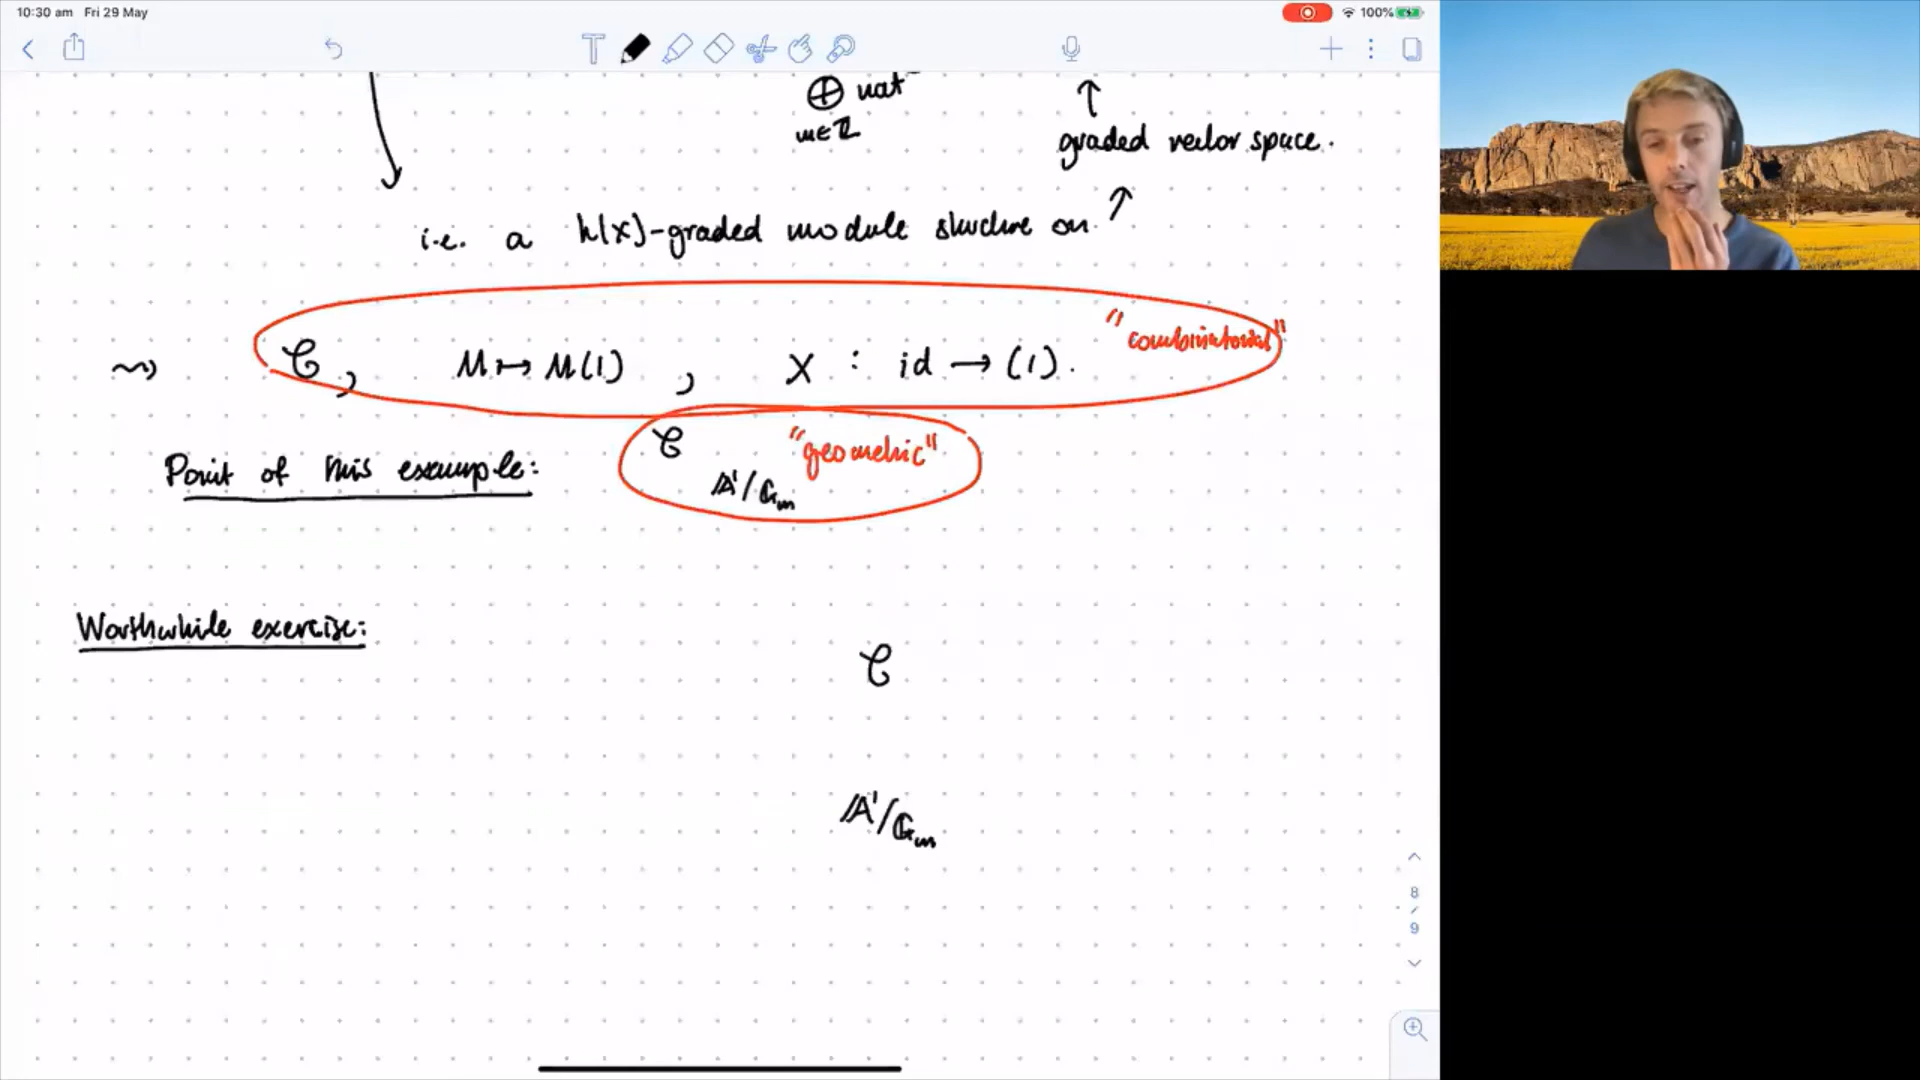 10:30 am Fri 29 May
100%
⊕ nat
m∈ℤ
graded vector space.
i.e. a k[x]-graded module structure on
𝒞, M ↦ M(1), X : id → (1). "combinatorial"
𝒞 "geometric"
Point of this example:
𝔸¹/𝔾m
Worthwhile exercise:
𝒞
𝔸¹/𝔾m
8
/
9